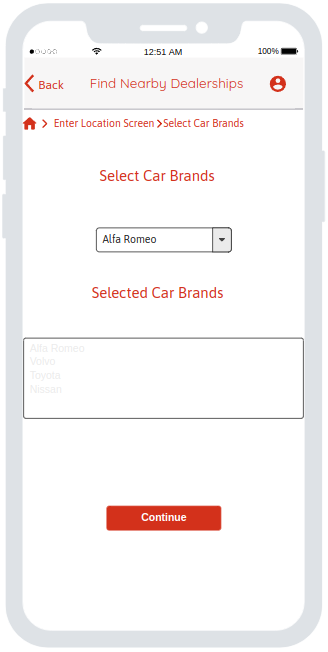 12:51 AM
100%
Back
Find Nearby Dealerships
Enter Location Screen
Select Car Brands
Select Car Brands
Alfa Romeo
Selected Car Brands
Alfa Romeo
Volvo
Toyota
Nissan
Continue